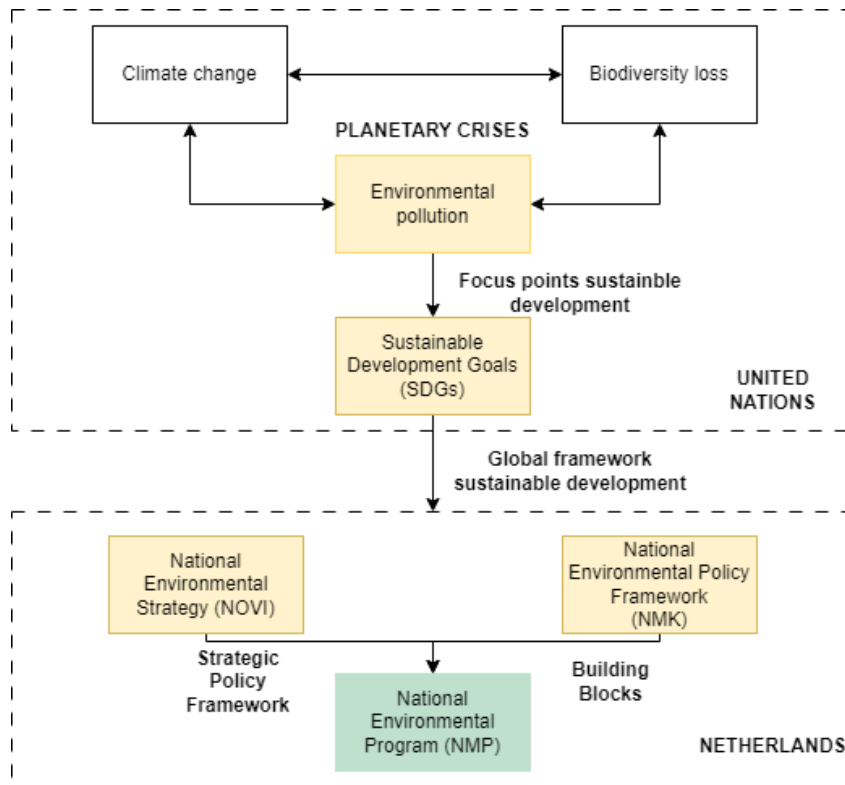 Climate change
Biodiversity loss
PLANETARY CRISES
Environmental
pollution
Focus points sustainble
development
Sustainable
Development Goals
(SDGs)
UNITED
NATIONS
Global framework
sustainable development
National
Environmental
Strategy (NOVI)
National
Environmental Policy
Framework
(NMK)
Strategic
Policy
Framework
Building
Blocks
National
Environmental
Program (NMP)
NETHERLANDS